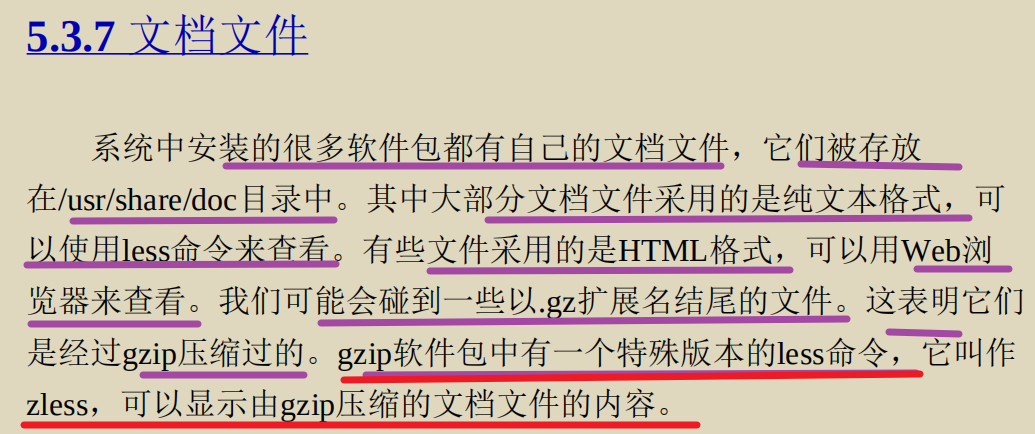 5.3.7 文档文件
系统中安装的很多软件包都有自己的文档文件，它们被存放
在/usr/share/doc目录中。其中大部分文档文件采用的是纯文本格式，可
以使用less命令来查看。有些文件采用的是HTML格式，可以用Web浏
览器来查看。我们可能会碰到一些以.gz扩展名结尾的文件。这表明它们
是经过gzip压缩过的。gzip软件包中有一个特殊版本的less命令，它叫作
zless，可以显示由gzip压缩的文档文件的内容。